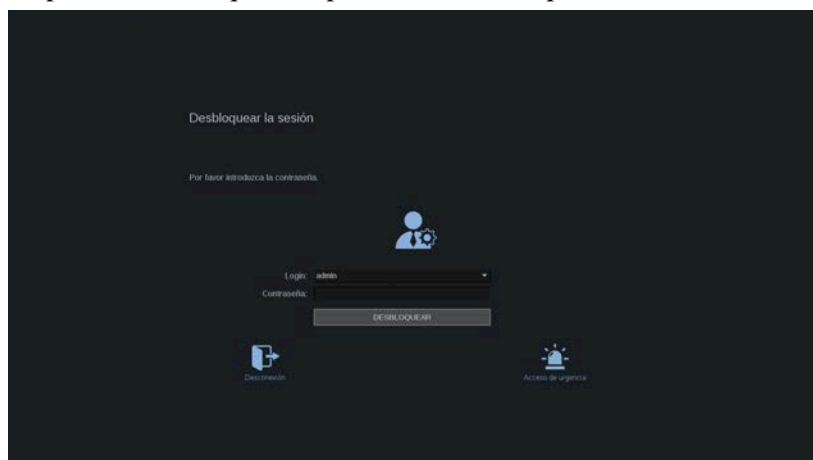 Desbloquear la sesión
Por favor introduzca la contraseña.
Login: admin
Contraseña:
DESBLOQUEAR
Desconexión
Acceso de urgencia